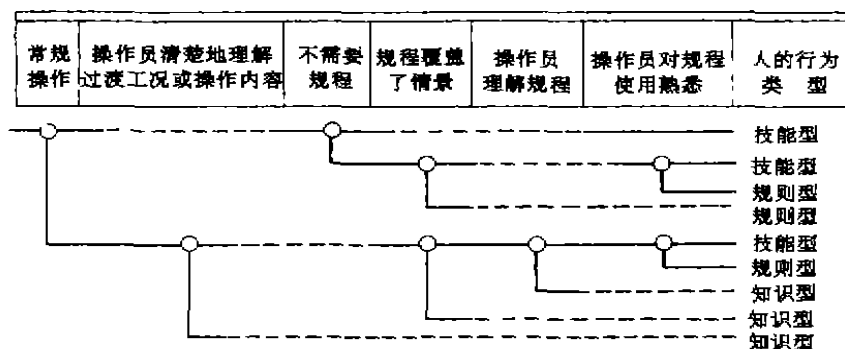 常规 操作员清楚地理解 不需要 规程覆盖 操作员 操作员对规程 人的行为
操作 过渡工况或操作内容 规程 了情景 理解规程 使用熟悉 类 型
技能型
技能型
规则型
规则型
技能型
规则型
知识型
知识型
知识型